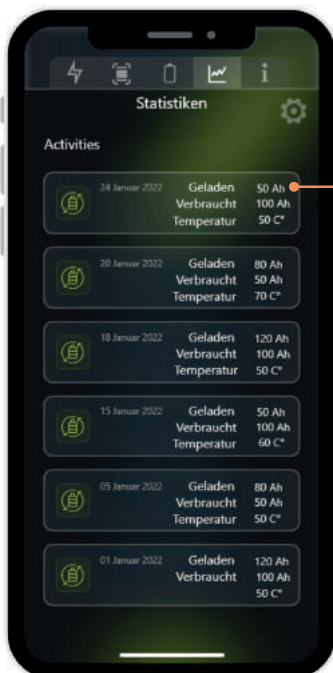 Statistiken
Activities
24 Januar 2022 Geladen 50 Ah
Verbraucht 100 Ah
Temperatur 50 C°
20 Januar 2022 Geladen 80 Ah
Verbraucht 50 Ah
Temperatur 70 C°
18 Januar 2022 Geladen 120 Ah
Verbraucht 100 Ah
Temperatur 50 C°
15 Januar 2022 Geladen 50 Ah
Verbraucht 100 Ah
Temperatur 60 C°
05 Januar 2022 Geladen 80 Ah
Verbraucht 50 Ah
Temperatur 50 C°
01 Januar 2022 Geladen 120 Ah
Verbraucht 100 Ah
50 C°